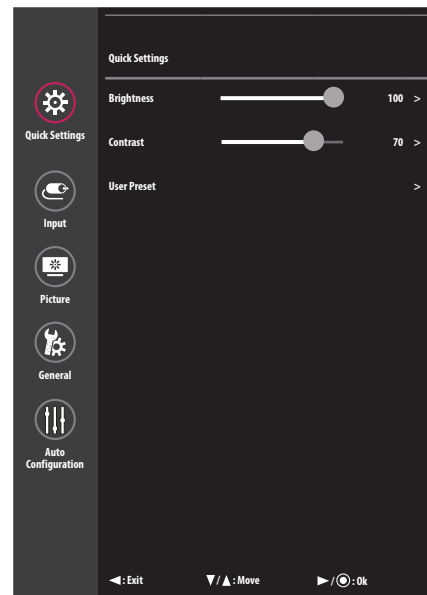 Quick Settings
Brightness 100 >
Contrast 70 >
User Preset >
Quick Settings
Input
Picture
General
Auto
Configuration
◄ : Exit ▼ / ▲ : Move ► / ◉ : Ok